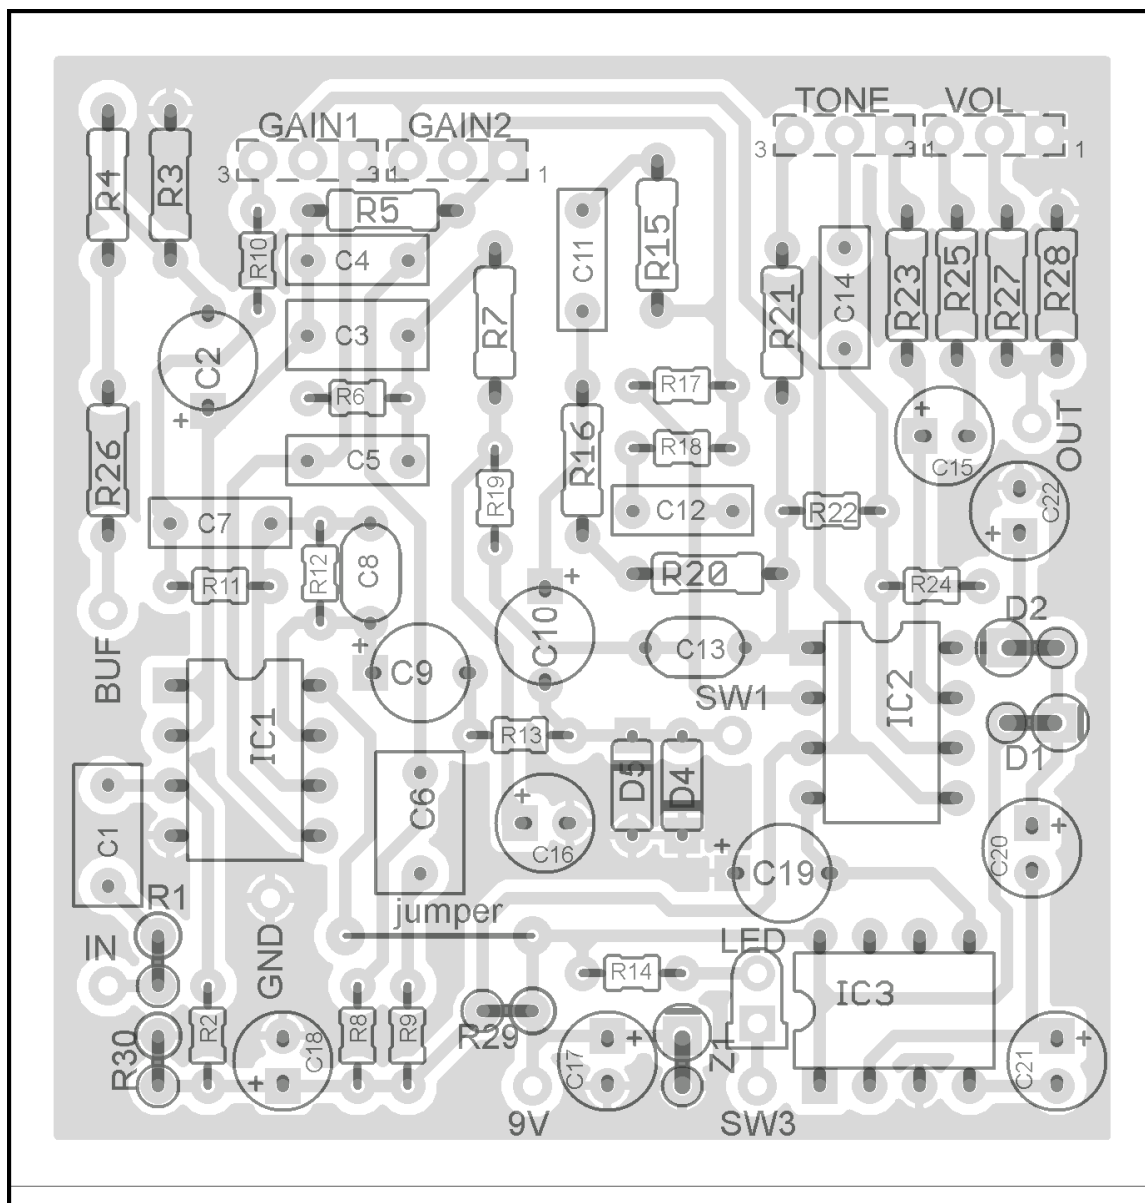 TONE VOL
GAIN1 GAIN2
3 1 3 1
3 1 3 1
R4 R3 R5 R15
R10 C4 C11
R21 C14 R23 R25 R27 R28
C2 C3 R7
+
R6 R17
R26 C5 R16 R18
+ C15 OUT
R19 C22
C7 C12 R22
+
R11 R12 C8 R20 R24
+ C10 D2
BUF + C9 C13
SW1 IC2
IC1 R13 D1
D5 D4
C1 C6 + C16
+ C19 + C20
R1 jumper
IN GND LED
R14 IC3
R2 R8 R9 R29
R30 + C18 C17 + Z1 C21 +
9V SW3